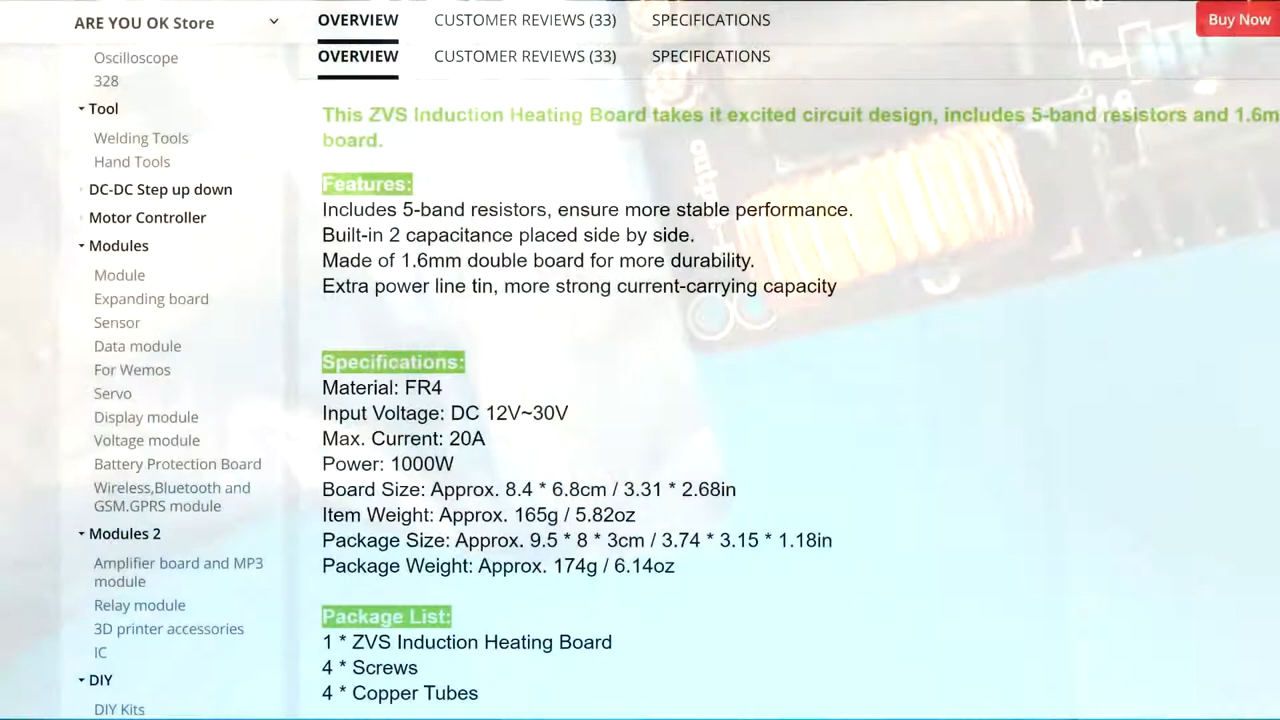 ARE YOU OK Store
OVERVIEW CUSTOMER REVIEWS (33) SPECIFICATIONS
Buy Now
OVERVIEW CUSTOMER REVIEWS (33) SPECIFICATIONS
Oscilloscope
328
Tool
Welding Tools
Hand Tools
DC-DC Step up down
Motor Controller
Modules
Module
Expanding board
Sensor
Data module
For Wemos
Servo
Display module
Voltage module
Battery Protection Board
Wireless,Bluetooth and
GSM.GPRS module
Modules 2
Amplifier board and MP3
module
Relay module
3D printer accessories
IC
DIY
DIY Kits
This ZVS Induction Heating Board takes it excited circuit design, includes 5-band resistors and 1.6m
board.
Features:
Includes 5-band resistors, ensure more stable performance.
Built-in 2 capacitance placed side by side.
Made of 1.6mm double board for more durability.
Extra power line tin, more strong current-carrying capacity
Specifications:
Material: FR4
Input Voltage: DC 12V~30V
Max. Current: 20A
Power: 1000W
Board Size: Approx. 8.4 * 6.8cm / 3.31 * 2.68in
Item Weight: Approx. 165g / 5.82oz
Package Size: Approx. 9.5 * 8 * 3cm / 3.74 * 3.15 * 1.18in
Package Weight: Approx. 174g / 6.14oz
Package List:
1 * ZVS Induction Heating Board
4 * Screws
4 * Copper Tubes